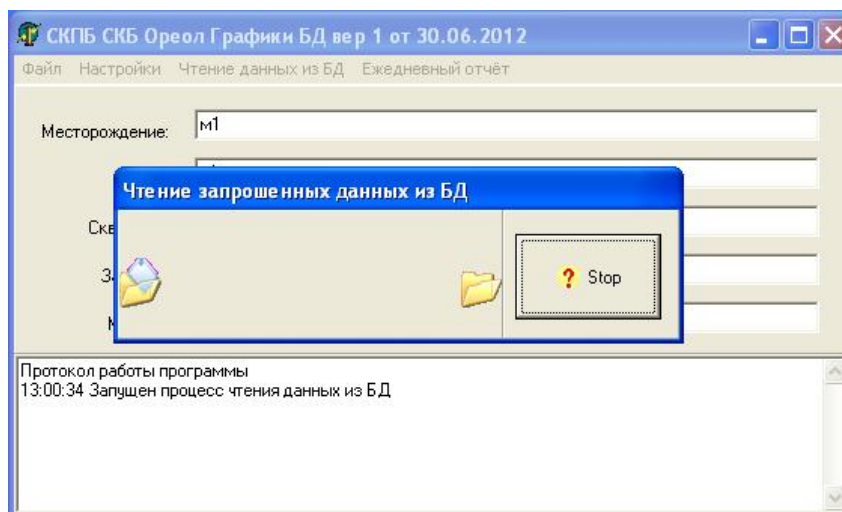 СКПБ СКБ Ореол Графики БД вер 1 от 30.06.2012
Файл Настройки Чтение данных из БД Ежедневный отчёт
Месторождение: м1
Чтение запрошенных данных из БД
Stop
Протокол работы программы
13:00:34 Запущен процесс чтения данных из БД